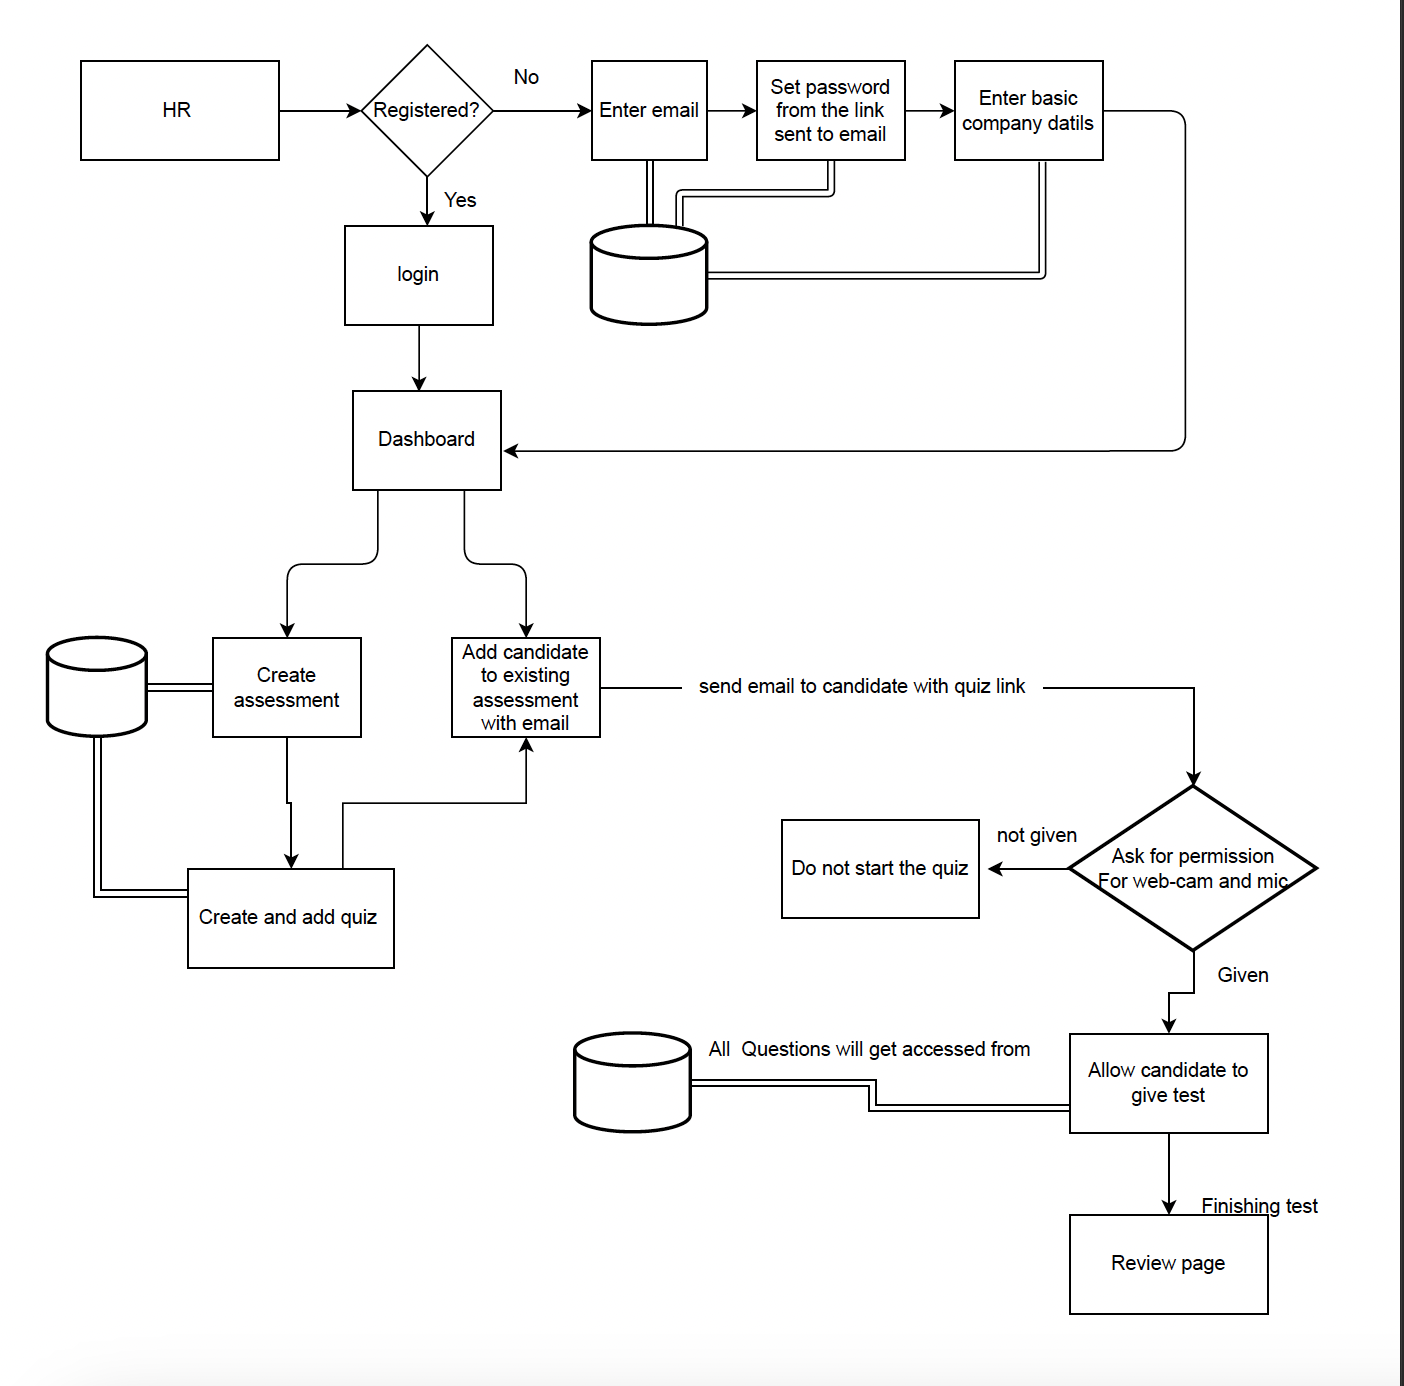 HR
Registered?
No
Enter email
Set password
from the link
sent to email
Enter basic
company datils
Yes
login
Dashboard
Create
assessment
Add candidate
to existing
assessment
with email
send email to candidate with quiz link
Do not start the quiz
not given
Ask for permission
For web-cam and mic
Create and add quiz
Given
All  Questions will get accessed from
Allow candidate to
give test
Finishing test
Review page